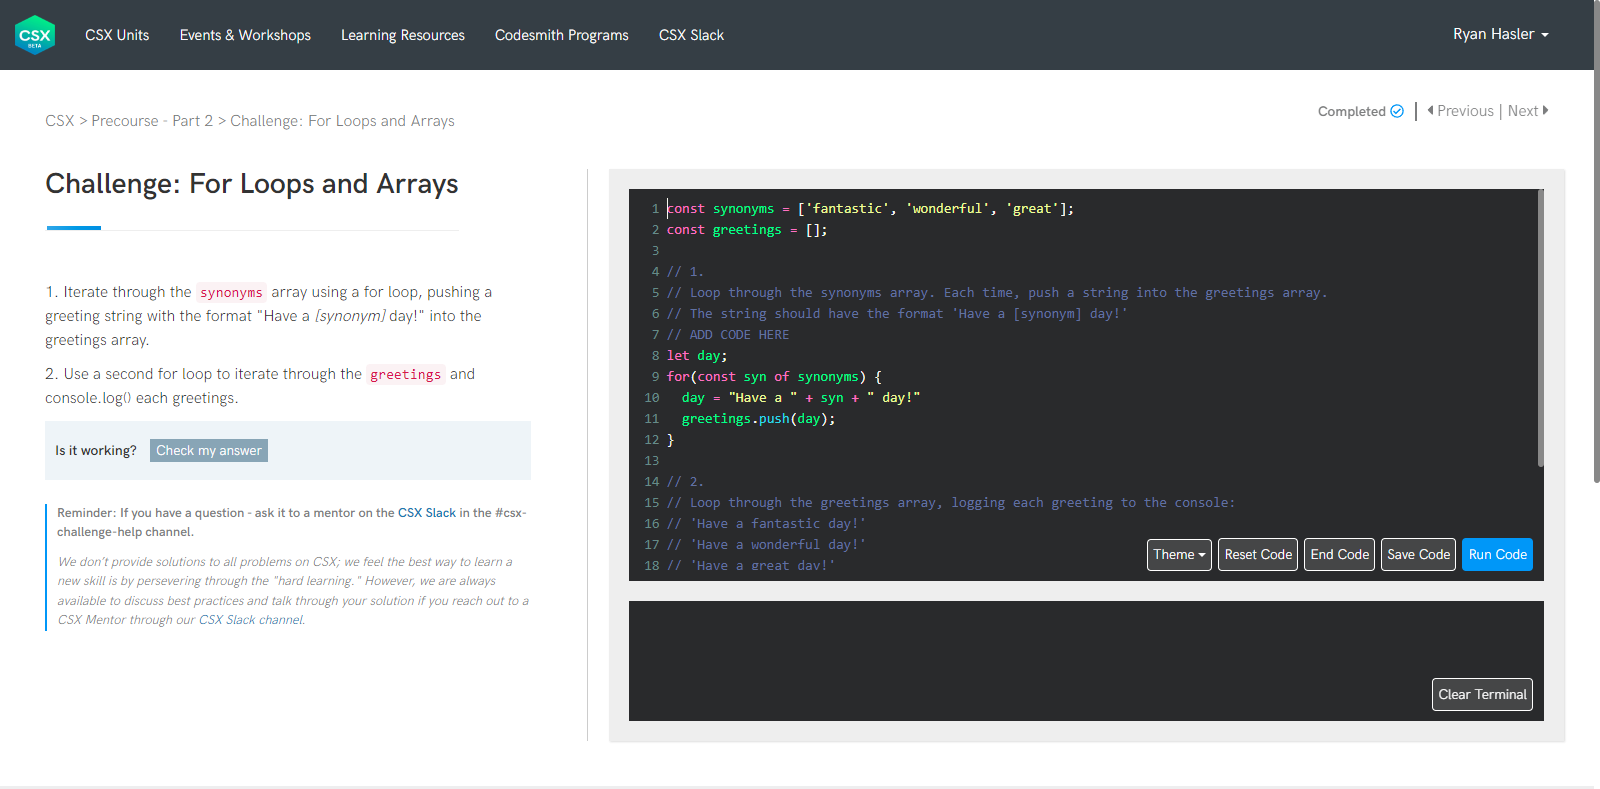 CSX
BETA
CSX Units
Events & Workshops
Learning Resources
Codesmith Programs
CSX Slack
Ryan Hasler
CSX > Precourse - Part 2 > Challenge: For Loops and Arrays
Completed
Previous | Next
Challenge: For Loops and Arrays
1. Iterate through the synonyms array using a for loop, pushing a
greeting string with the format "Have a [synonym] day!" into the
greetings array.
2. Use a second for loop to iterate through the greetings and
console.log() each greetings.
Is it working? Check my answer
Reminder: If you have a question - ask it to a mentor on the CSX Slack in the #csx-
challenge-help channel.
We don't provide solutions to all problems on CSX; we feel the best way to learn a
new skill is by persevering through the "hard learning." However, we are always
available to discuss best practices and talk through your solution if you reach out to a
CSX Mentor through our CSX Slack channel.
1 const synonyms = ['fantastic', 'wonderful', 'great'];
2 const greetings = [];
3
4 // 1.
5 // Loop through the synonyms array. Each time, push a string into the greetings array.
6 // The string should have the format 'Have a [synonym] day!'
7 // ADD CODE HERE
8 let day;
9 for(const syn of synonyms) {
10 day = "Have a " + syn + " day!"
11 greetings.push(day);
12 }
13
14 // 2.
15 // Loop through the greetings array, logging each greeting to the console:
16 // 'Have a fantastic day!'
17 // 'Have a wonderful day!'
18 // 'Have a great day!'
Theme
Reset Code
End Code
Save Code
Run Code
Clear Terminal